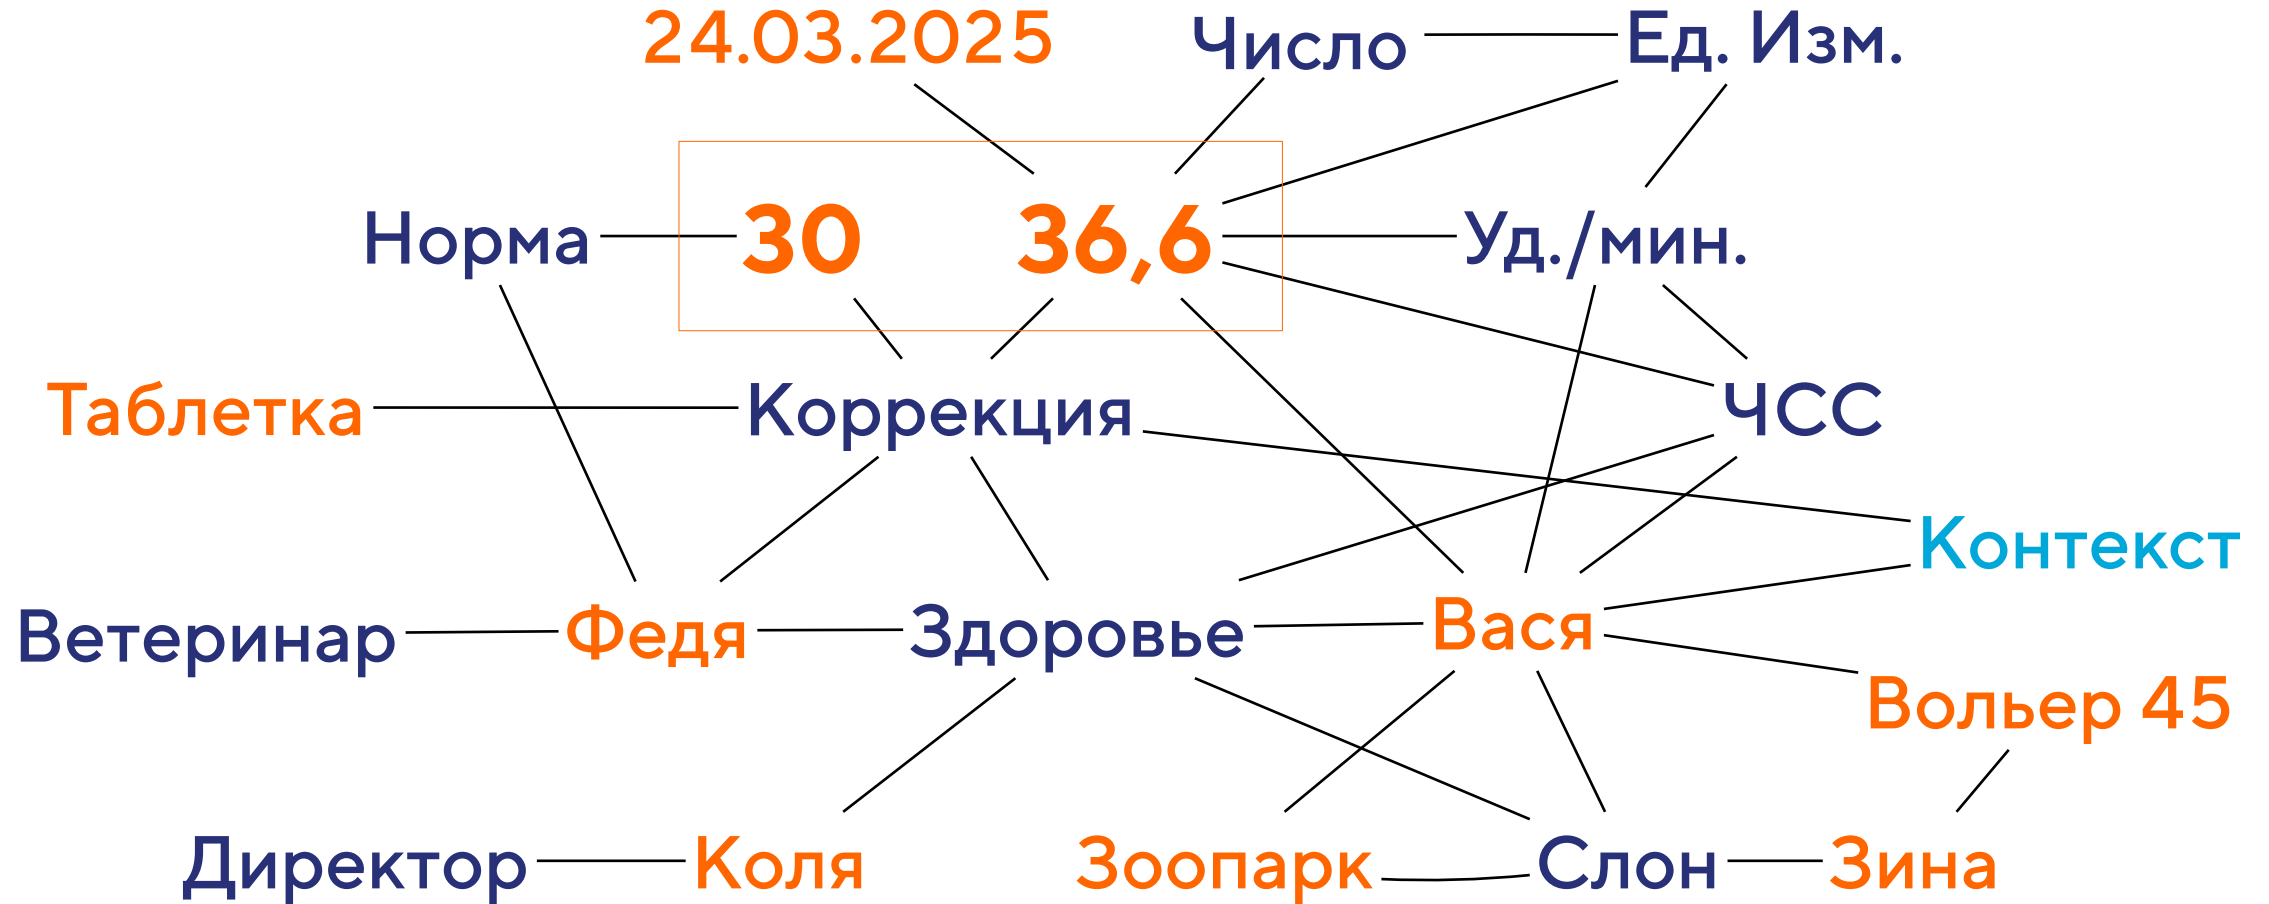 24.03.2025 Число Ед. Изм.
Норма 30 36,6 Уд./мин.
Таблетка Коррекция ЧСС
Контекст
Ветеринар Федя Здоровье Вася
Вольер 45
Директор Коля Зоопарк Слон Зина